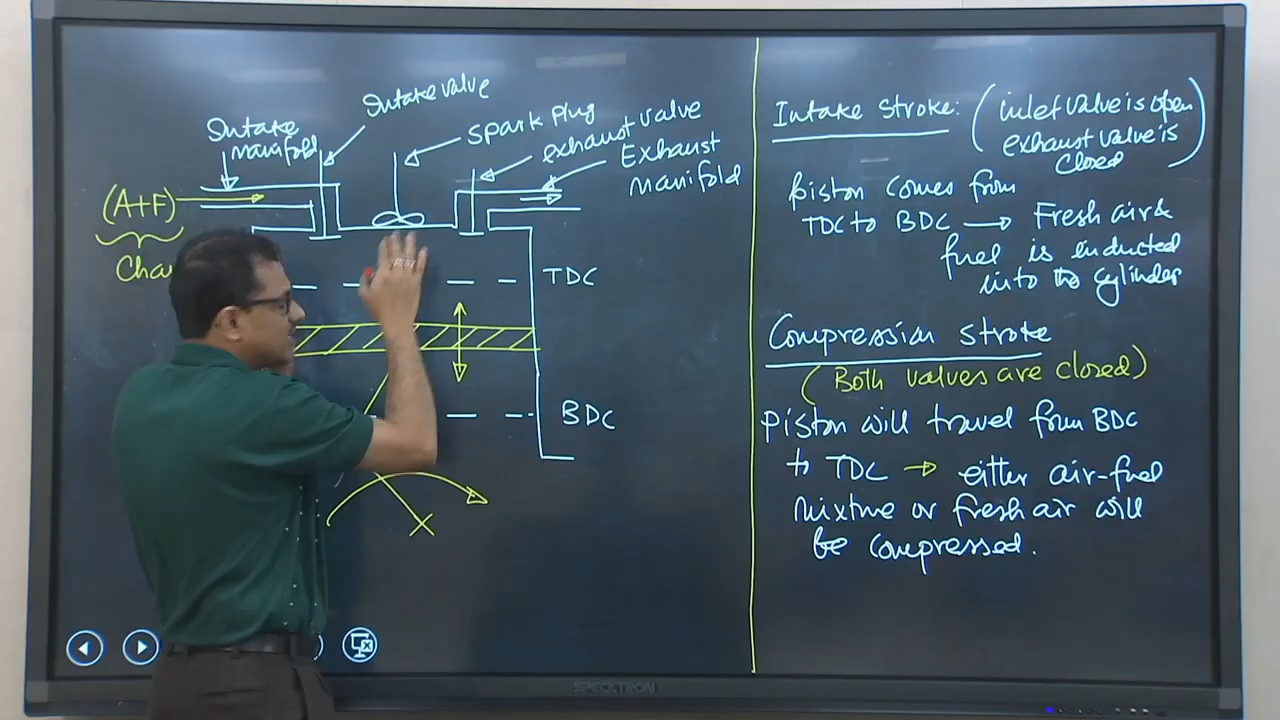 Intake valve
Intake
manifold
spark plug
exhaust valve
Exhaust
manifold
(A+F)
TDC
BDC
Intake stroke: (inlet valve is open
exhaust valve is
closed)
piston comes from
TDC to BDC → Fresh air &
fuel is inducted
into the cylinder
Compression stroke
(Both valves are closed)
Piston will travel from BDC
to TDC → either air-fuel
mixture or fresh air will
be compressed.
SPECKTRON